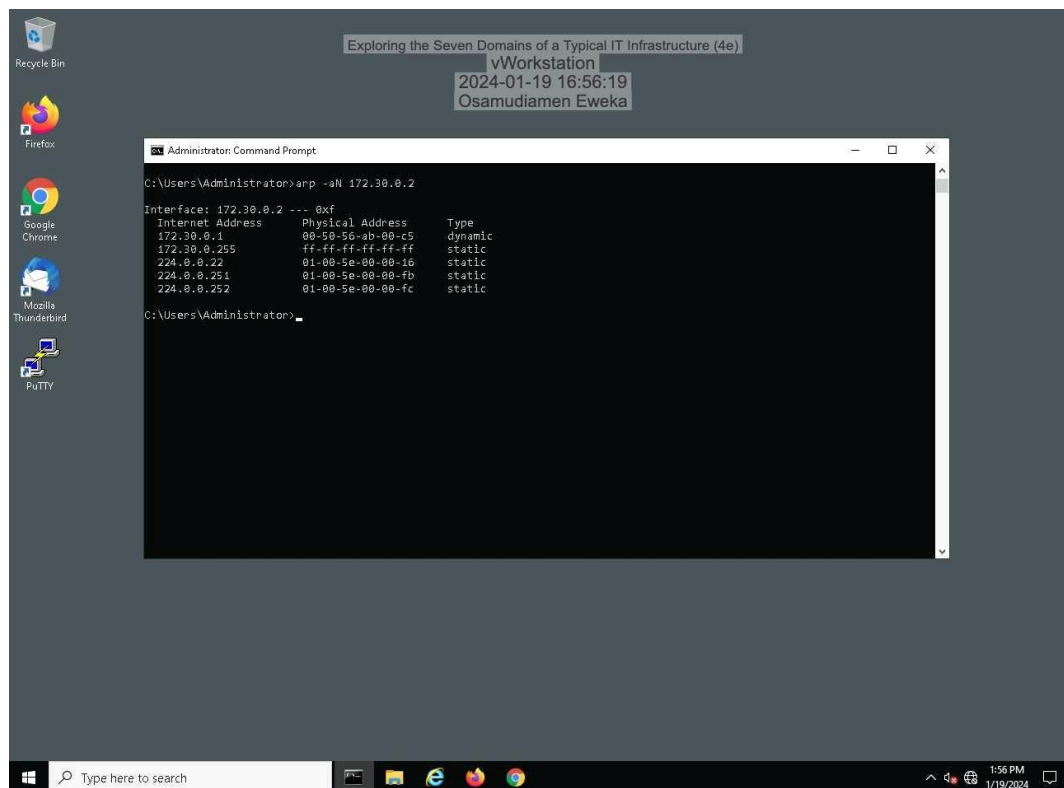 Recycle Bin
Exploring the Seven Domains of a Typical IT Infrastructure (4e)
vWorkstation
2024-01-19 16:56:19
Osamudiamen Eweka
Firefox
Google
Chrome
Mozilla
Thunderbird
PuTTY
Administrator: Command Prompt
C:\Users\Administrator>arp -aN 172.30.0.2
Interface: 172.30.0.2 --- 0xf
Internet Address Physical Address Type
172.30.0.1 00-50-56-ab-00-c5 dynamic
172.30.0.255 ff-ff-ff-ff-ff-ff static
224.0.0.22 01-00-5e-00-00-16 static
224.0.0.251 01-00-5e-00-00-fb static
224.0.0.252 01-00-5e-00-00-fc static
C:\Users\Administrator>
Type here to search
1:56 PM
1/19/2024